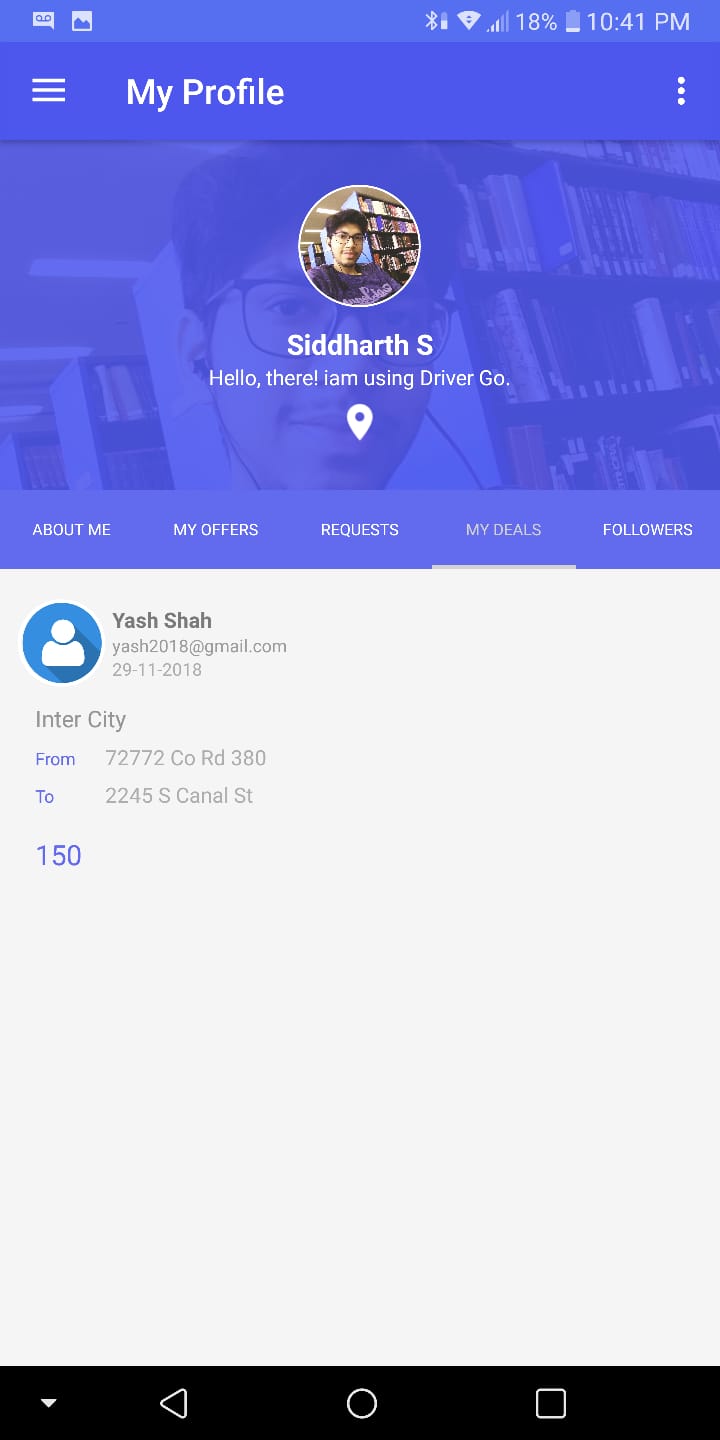 18% 10:41 PM
My Profile
Siddharth S
Hello, there! iam using Driver Go.
ABOUT ME MY OFFERS REQUESTS MY DEALS FOLLOWERS
Yash Shah
yash2018@gmail.com
29-11-2018
Inter City
From 72772 Co Rd 380
To 2245 S Canal St
150